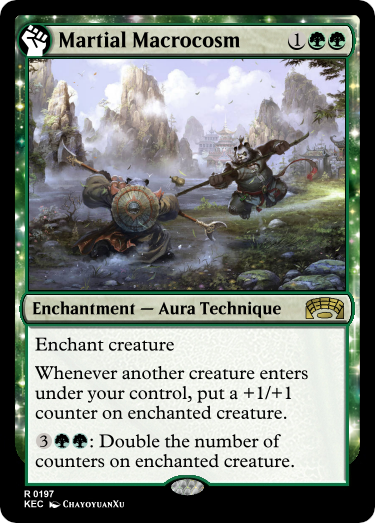 Martial Macrocosm 1
Enchantment — Aura Technique
Enchant creature
Whenever another creature enters
under your control, put a +1/+1
counter on enchanted creature.
3: Double the number of
counters on enchanted creature.
R 0197
KEC ChayoyuanXu